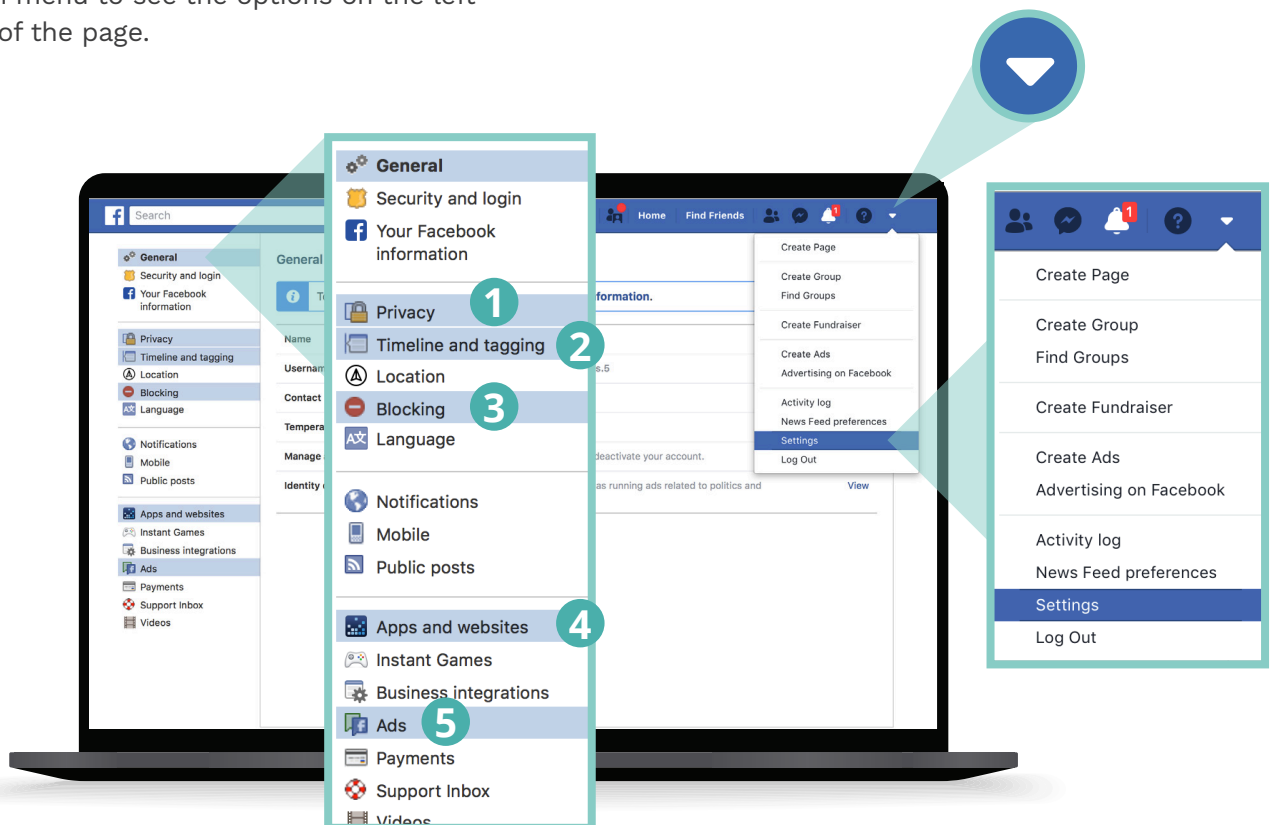 menu to see the options on the left
of the page.
General
Security and login
Your Facebook
information
Privacy 1
Timeline and tagging 2
Location
Blocking 3
Language
Notifications
Mobile
Public posts
Apps and websites 4
Instant Games
Business integrations
Ads 5
Payments
Support Inbox
Videos
Search
Home Find Friends 1
General
Security and login
Your Facebook
information
Privacy
Timeline and tagging
Location
Blocking
Language
Notifications
Mobile
Public posts
Apps and websites
Instant Games
Business integrations
Ads
Payments
Support Inbox
Videos
General
Name
Contact
Manage deactivate your account.
Identity as running ads related to politics and View
Create Page
Create Group
Find Groups
Create Fundraiser
Create Ads
Advertising on Facebook
Activity log
News Feed preferences
Settings
Log Out
1
Create Page
Create Group
Find Groups
Create Fundraiser
Create Ads
Advertising on Facebook
Activity log
News Feed preferences
Settings
Log Out